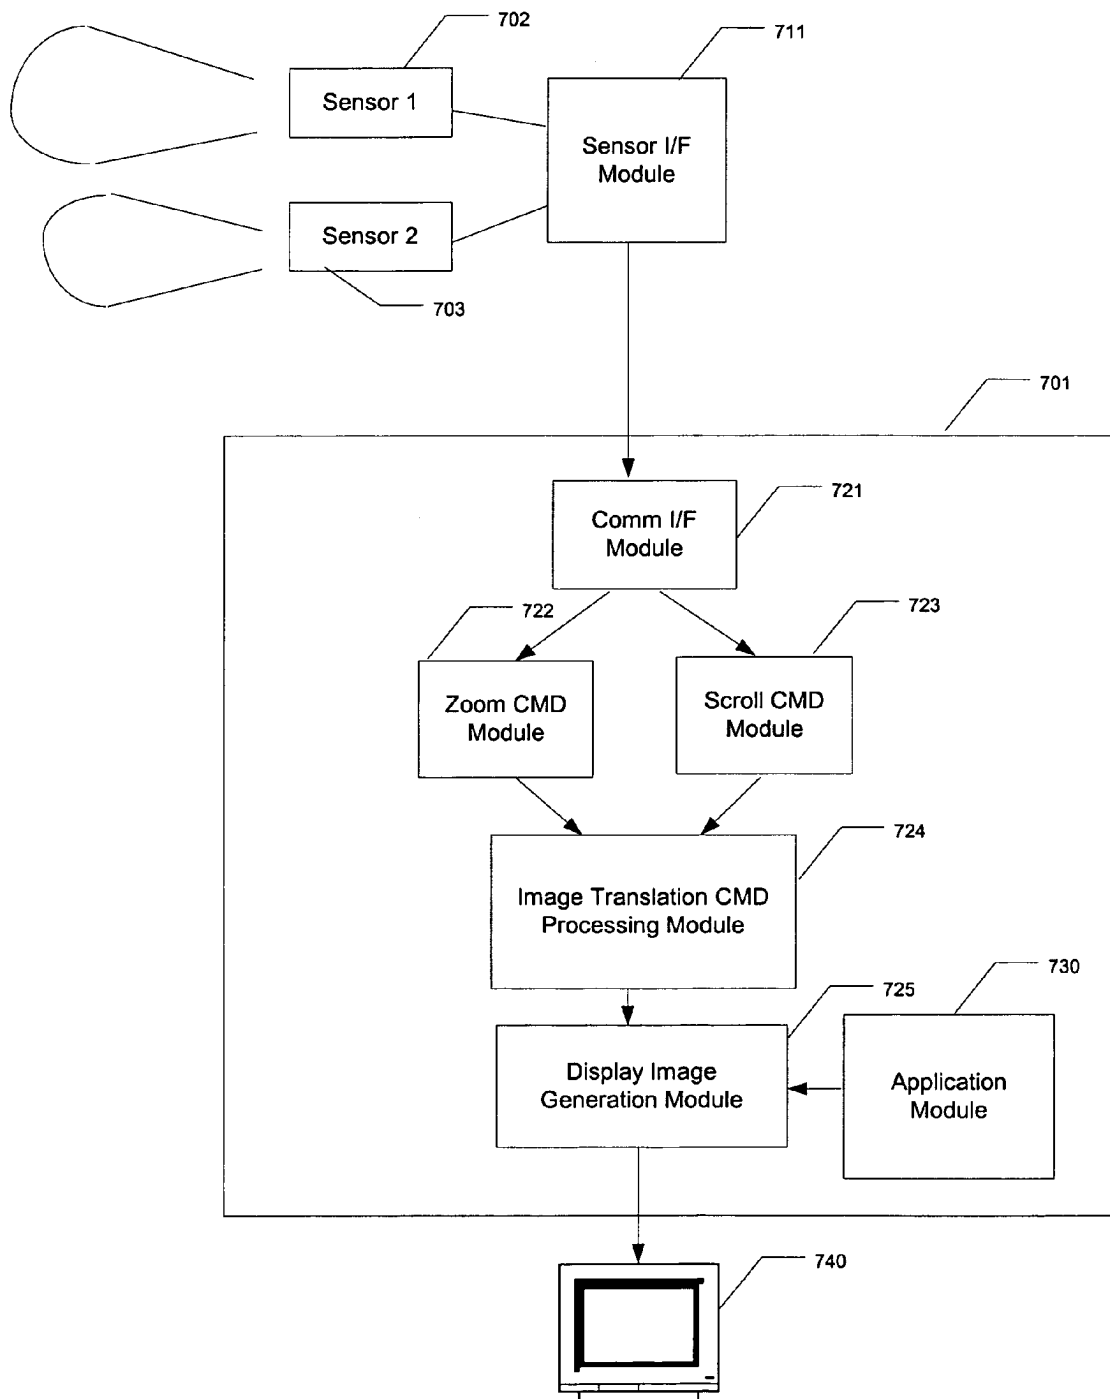 702
711
Sensor 1
Sensor I/F
Module
Sensor 2
703
701
721
Comm I/F
Module
722
723
Zoom CMD
Module
Scroll CMD
Module
724
Image Translation CMD
Processing Module
730
725
Display Image
Generation Module
Application
Module
740